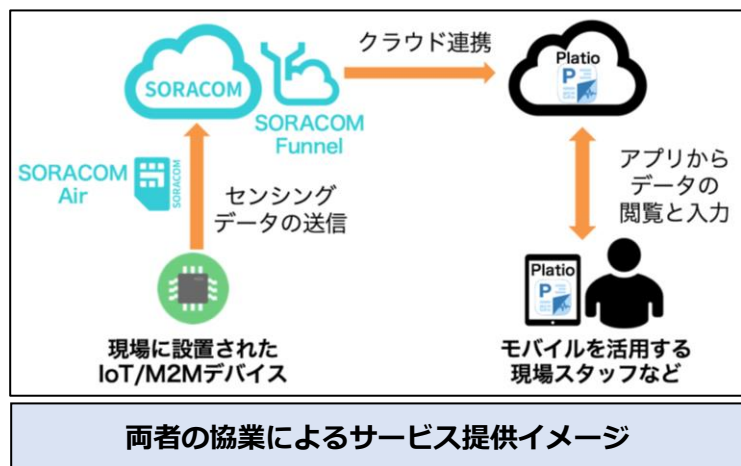 クラウド連携
Platio
P
SORACOM
SORACOM
Funnel
SORACOM
Air
SORACOM
センシング
データの送信
アプリから
データの
閲覧と入力
Platio
P
現場に設置された
IoT/M2Mデバイス
モバイルを活用する
現場スタッフなど
両者の協業によるサービス提供イメージ